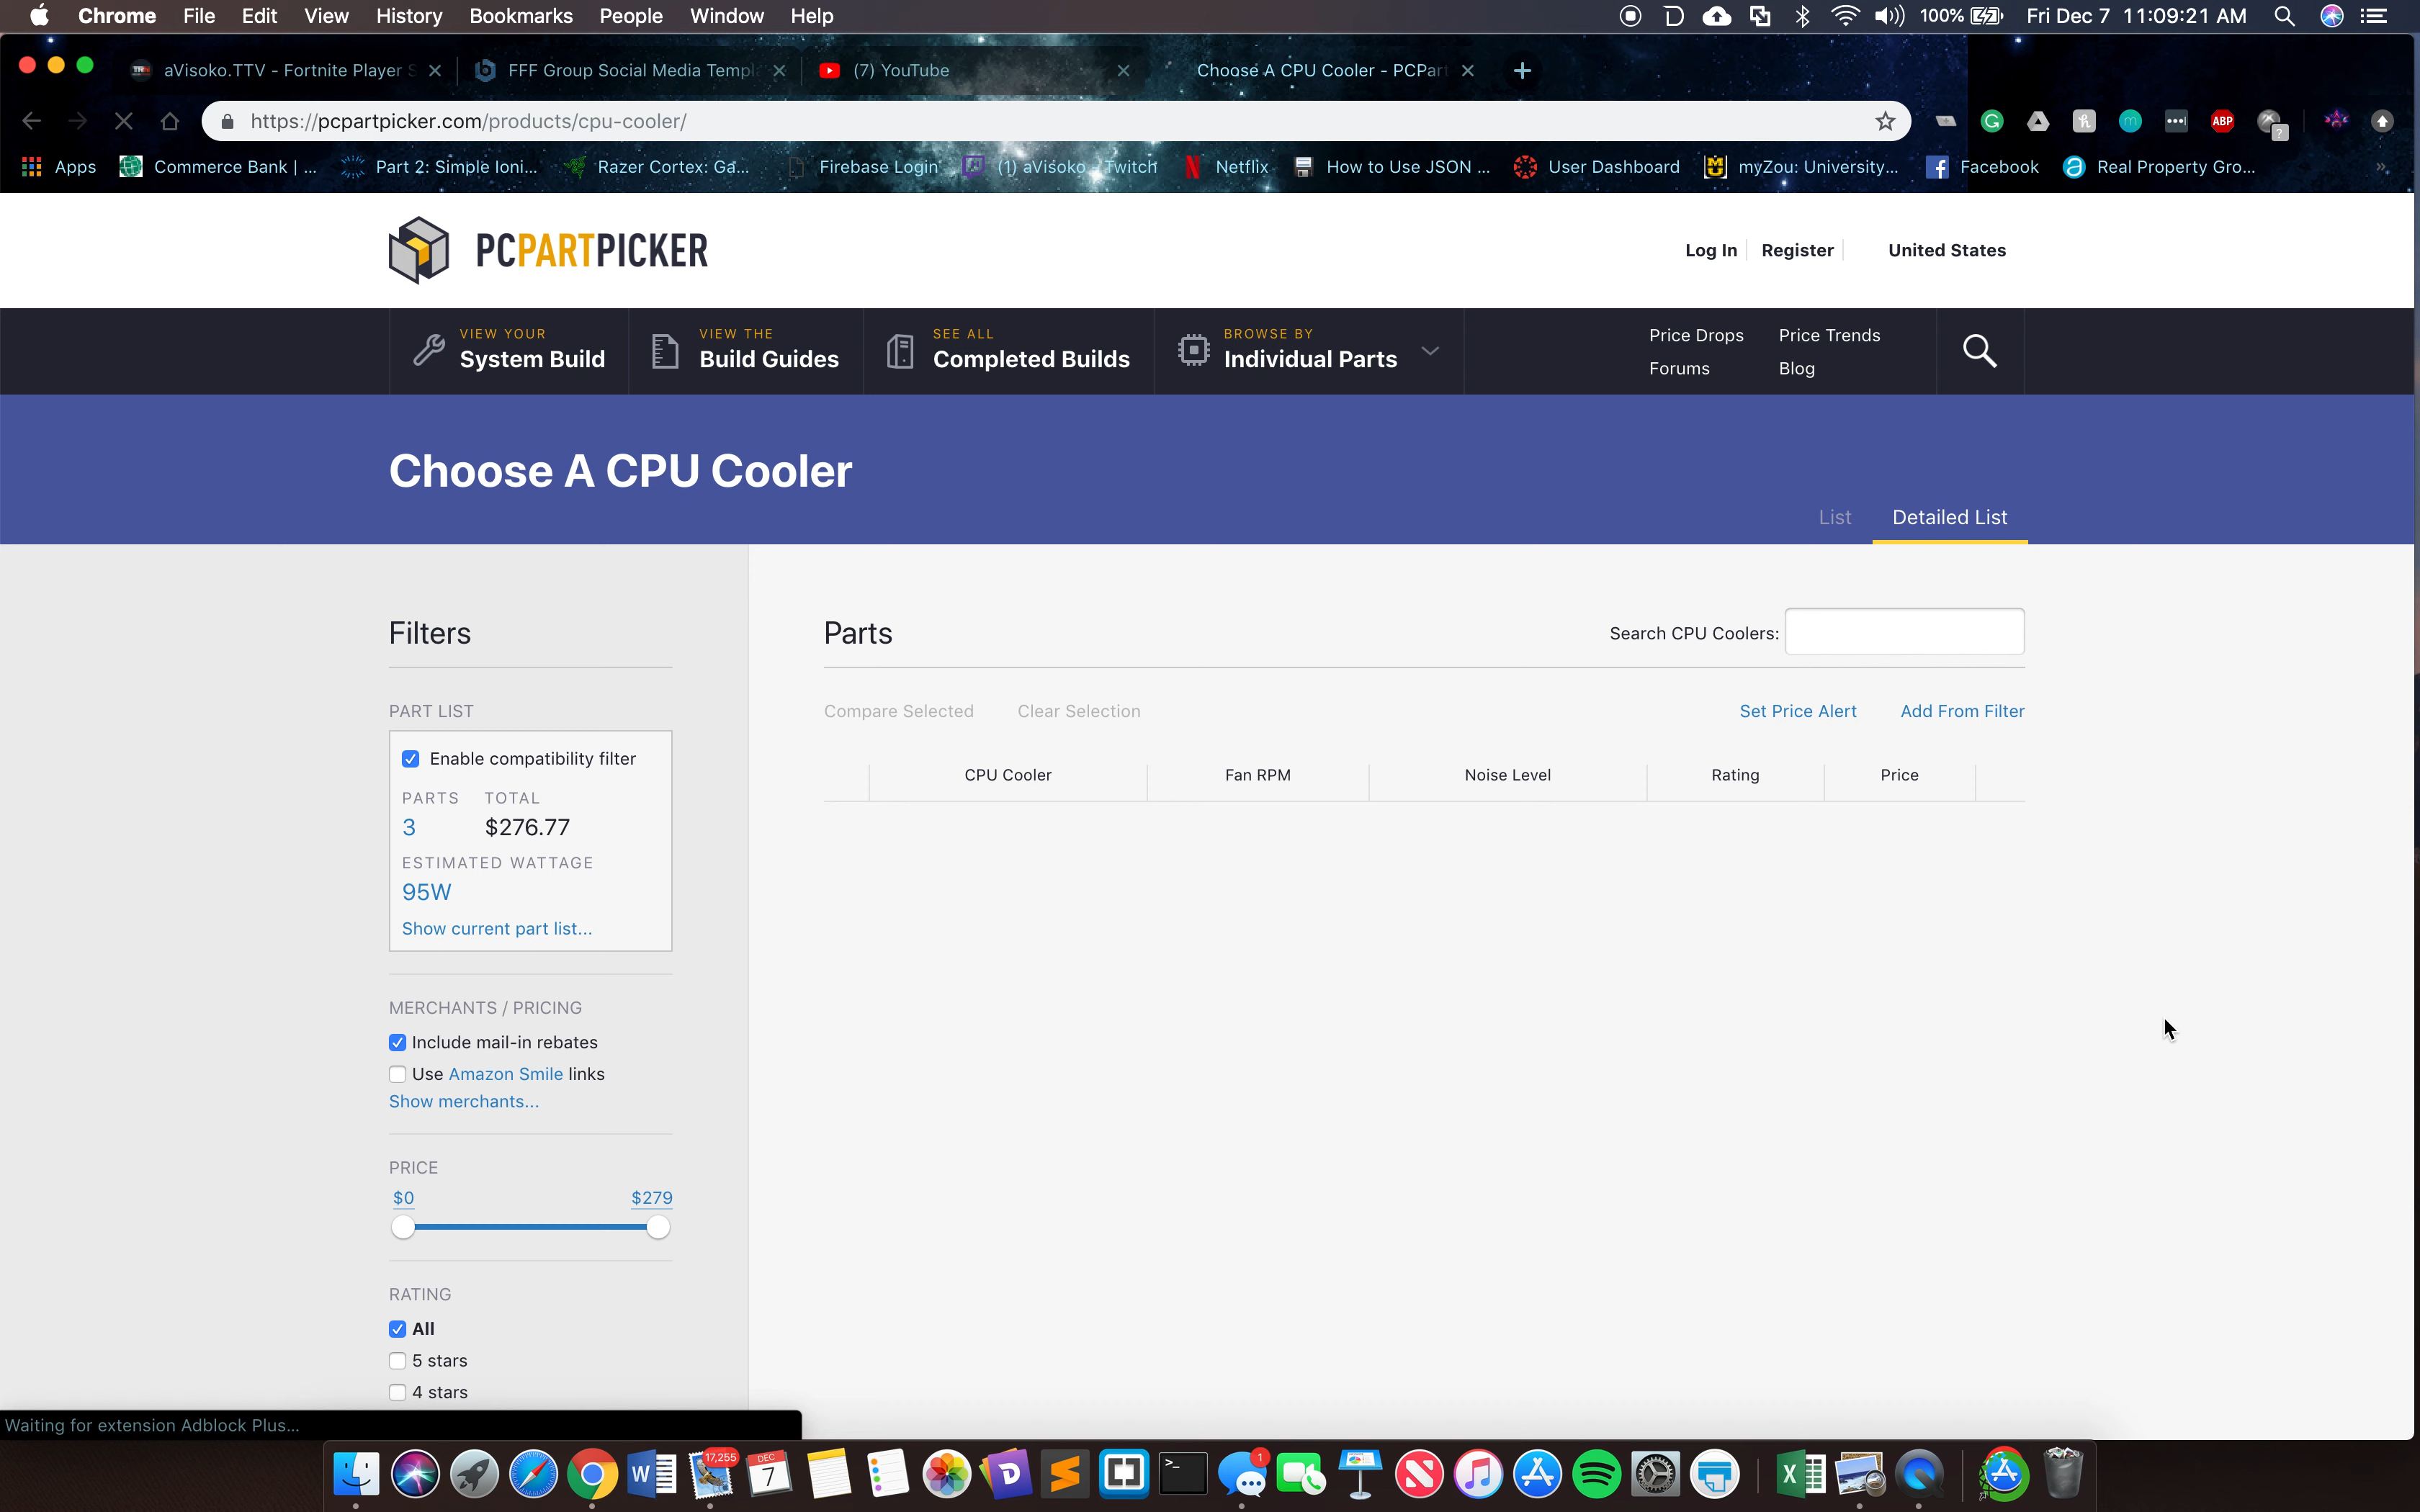 Chrome File Edit View History Bookmarks People Window Help 100% Fri Dec 7 11:09:21 AM
aVisoko.TTV - Fortnite Player S FFF Group Social Media Templ (7) YouTube Choose A CPU Cooler - PCPart
https://pcpartpicker.com/products/cpu-cooler/ ABP
Apps Commerce Bank | ... Part 2: Simple Ioni... Razer Cortex: Ga... Firebase Login (1) aVisoko - Twitch Netflix How to Use JSON ... User Dashboard myZou: University... Facebook Real Property Gro... »
PCPARTPICKER
Log In Register United States
VIEW YOUR VIEW THE SEE ALL BROWSE BY
System Build Build Guides Completed Builds Individual Parts
Price Drops Price Trends
Forums Blog
Choose A CPU Cooler
List Detailed List
Filters
PART LIST
Enable compatibility filter
PARTS TOTAL
3 $276.77
ESTIMATED WATTAGE
95W
Show current part list...
MERCHANTS / PRICING
Include mail-in rebates
Use Amazon Smile links
Show merchants...
PRICE
$0 $279
RATING
All
5 stars
4 stars
Parts Search CPU Coolers:
Compare Selected Clear Selection Set Price Alert Add From Filter
CPU Cooler Fan RPM Noise Level Rating Price
Waiting for extension Adblock Plus...
17,255 DEC 7 1